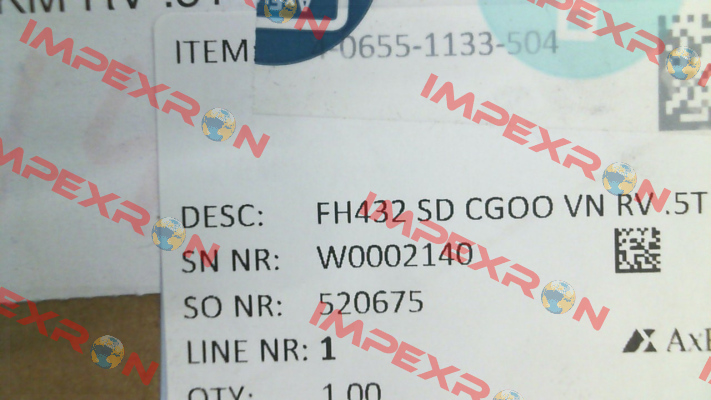 ITEM: -0655-1133-504
DESC: FH432 SD CGOO VN RV .5T
SN NR: W0002140
SO NR: 520675
LINE NR: 1
QTY: 1.00
IMPEXRON
IMPEXRON
IMPEXRON
IMPEXRON
IMPEXRON
IMPEXRON